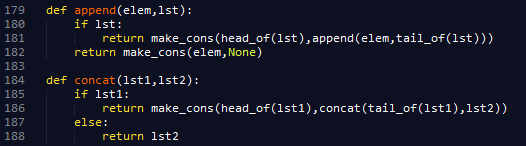 179 def append(elem,lst):
180     if lst:
181         return make_cons(head_of(lst),append(elem,tail_of(lst)))
182     return make_cons(elem,None)
183
184 def concat(lst1,lst2):
185     if lst1:
186         return make_cons(head_of(lst1),concat(tail_of(lst1),lst2))
187     else:
188         return lst2